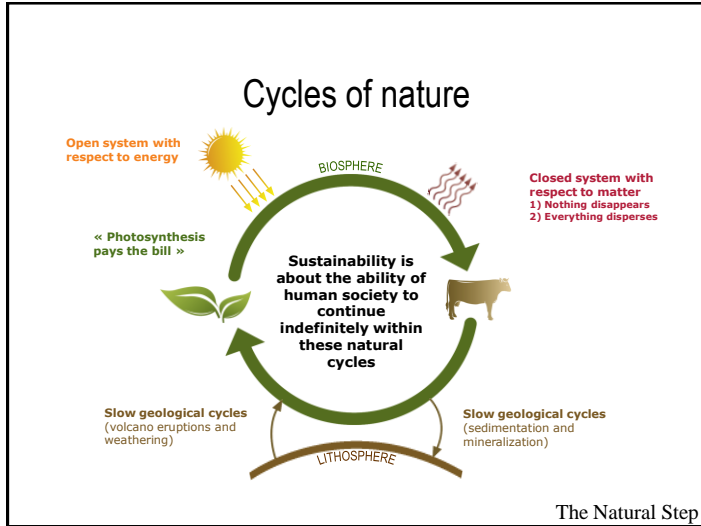 Cycles of nature
Open system with
respect to energy
BIOSPHERE
Closed system with
respect to matter
1) Nothing disappears
2) Everything disperses
« Photosynthesis
pays the bill »
Sustainability is
about the ability of
human society to
continue
indefinitely within
these natural
cycles
Slow geological cycles
(volcano eruptions and
weathering)
Slow geological cycles
(sedimentation and
mineralization)
LITHOSPHERE
The Natural Step